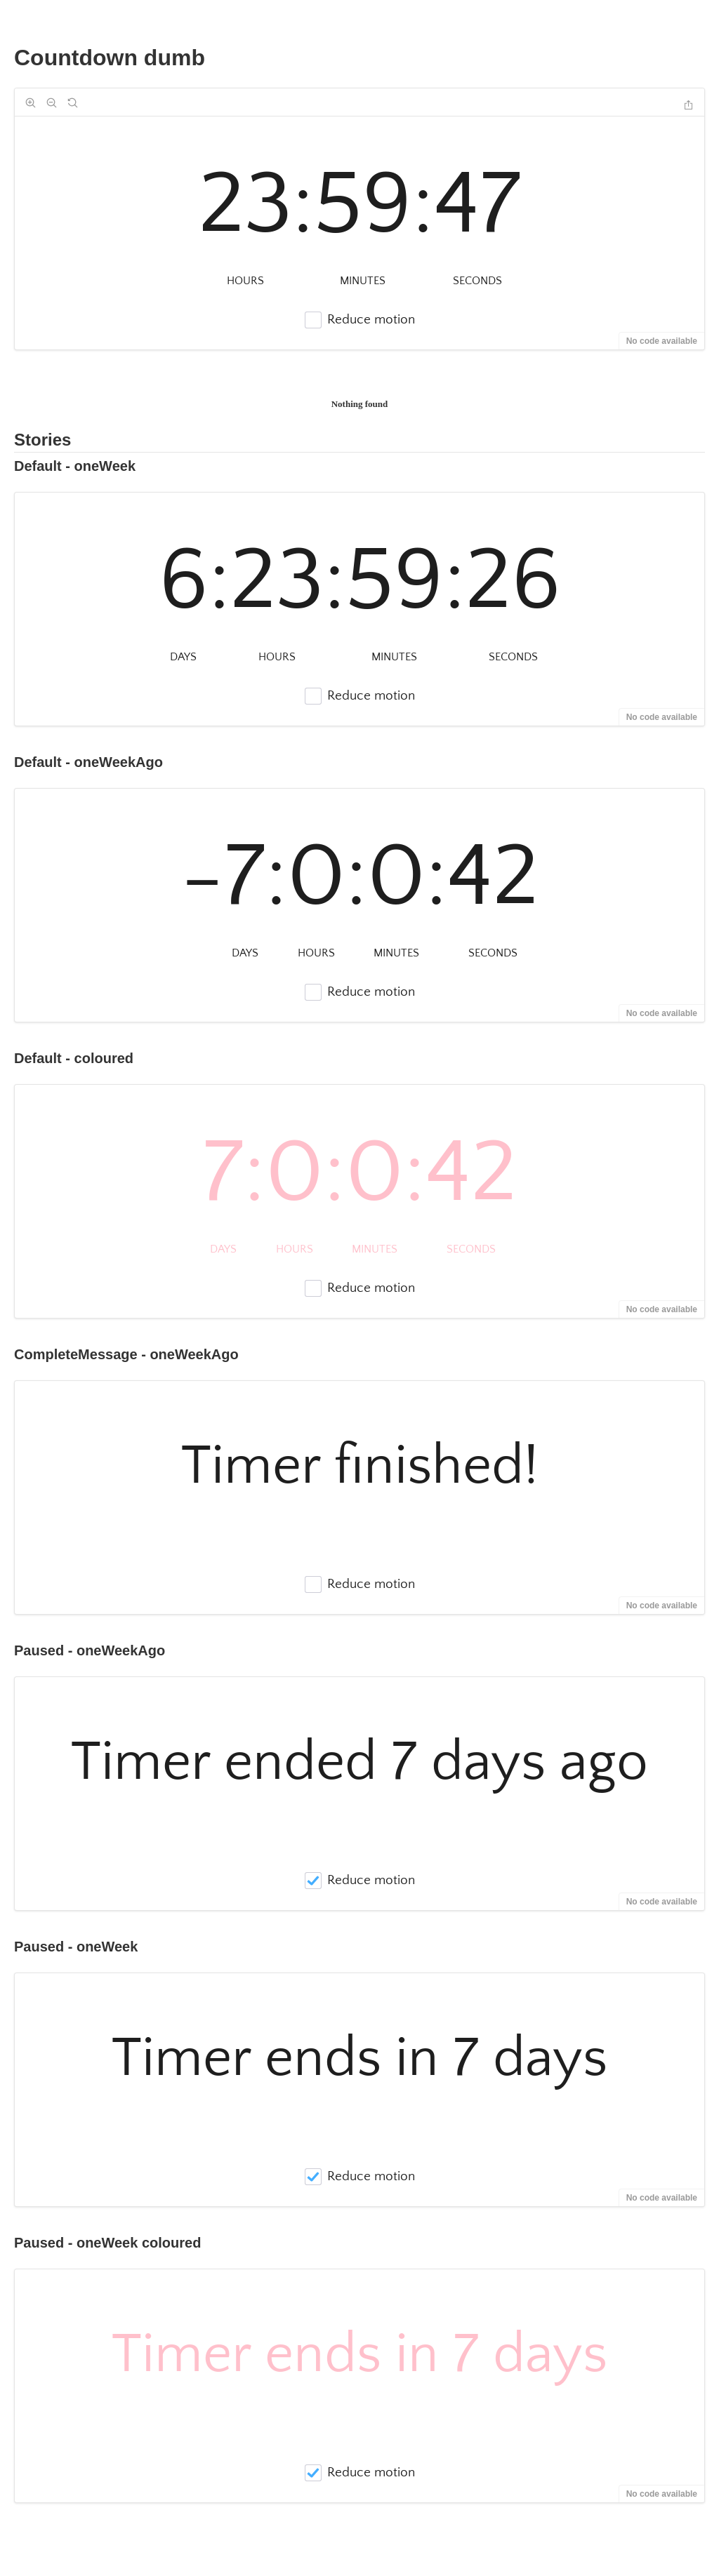 Countdown dumb
23:59:47
HOURS MINUTES SECONDS
Reduce motion
No code available
Nothing found
Stories
Default - oneWeek
6:23:59:26
DAYS HOURS MINUTES SECONDS
Reduce motion
No code available
Default - oneWeekAgo
–7:0:0:42
DAYS HOURS MINUTES SECONDS
Reduce motion
No code available
Default - coloured
7:0:0:42
DAYS HOURS MINUTES SECONDS
Reduce motion
No code available
CompleteMessage - oneWeekAgo
Timer finished!
Reduce motion
No code available
Paused - oneWeekAgo
Timer ended 7 days ago
Reduce motion
No code available
Paused - oneWeek
Timer ends in 7 days
Reduce motion
No code available
Paused - oneWeek coloured
Timer ends in 7 days
Reduce motion
No code available